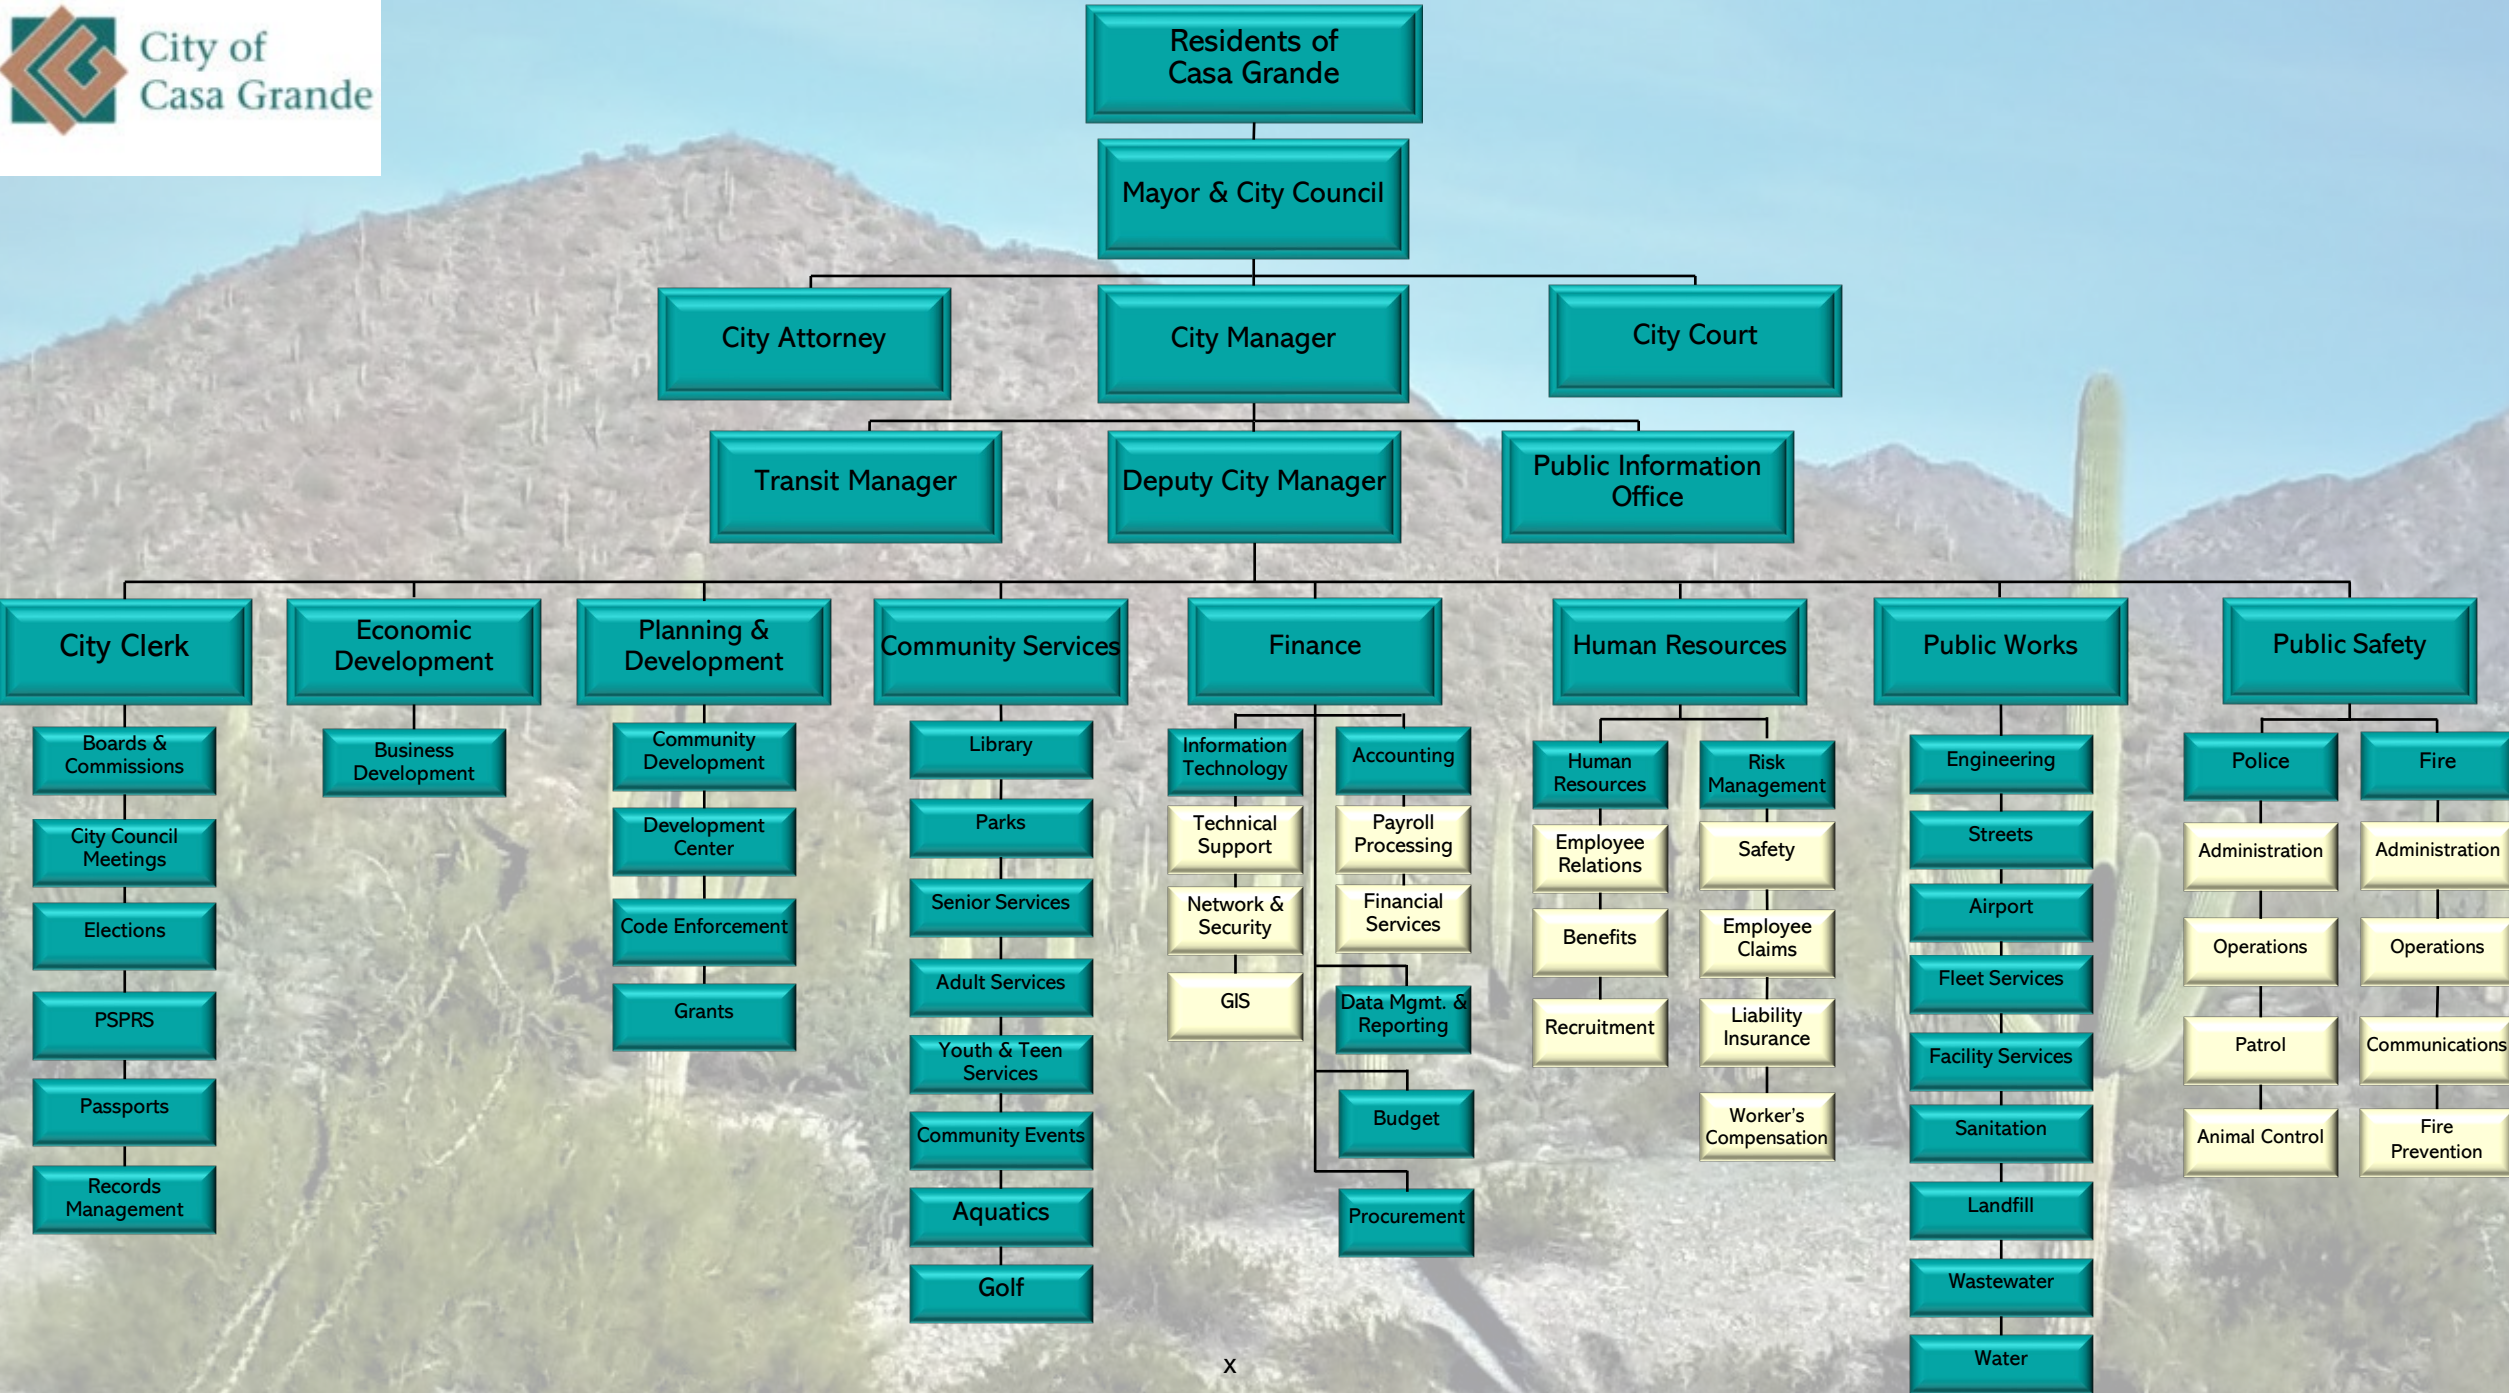 City of
Casa Grande
Residents of
Casa Grande
Mayor & City Council
City Attorney
City Manager
City Court
Transit Manager
Deputy City Manager
Public Information
Office
City Clerk
Economic
Development
Planning &
Development
Community Services
Finance
Human Resources
Public Works
Public Safety
Boards &
Commissions
City Council
Meetings
Elections
PSPRS
Passports
Records
Management
Business
Development
Community
Development
Development
Center
Code Enforcement
Grants
Library
Parks
Senior Services
Adult Services
Youth & Teen
Services
Community Events
Aquatics
Golf
Information
Technology
Technical
Support
Network &
Security
GIS
Accounting
Payroll
Processing
Financial
Services
Data Mgmt. &
Reporting
Budget
Procurement
Human
Resources
Employee
Relations
Benefits
Recruitment
Risk
Management
Safety
Employee
Claims
Liability
Insurance
Worker's
Compensation
Engineering
Streets
Airport
Fleet Services
Facility Services
Sanitation
Landfill
Wastewater
Water
Police
Administration
Operations
Patrol
Animal Control
Fire
Administration
Operations
Communications
Fire
Prevention
x